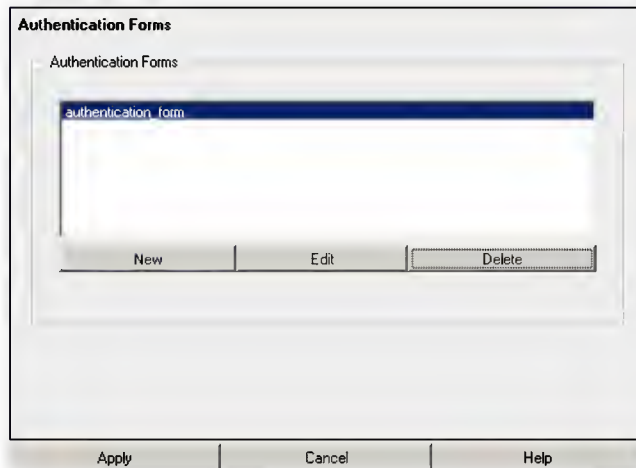 Authentication Forms
Authentication Forms
authentication_form
New Edit Delete
Apply Cancel Help